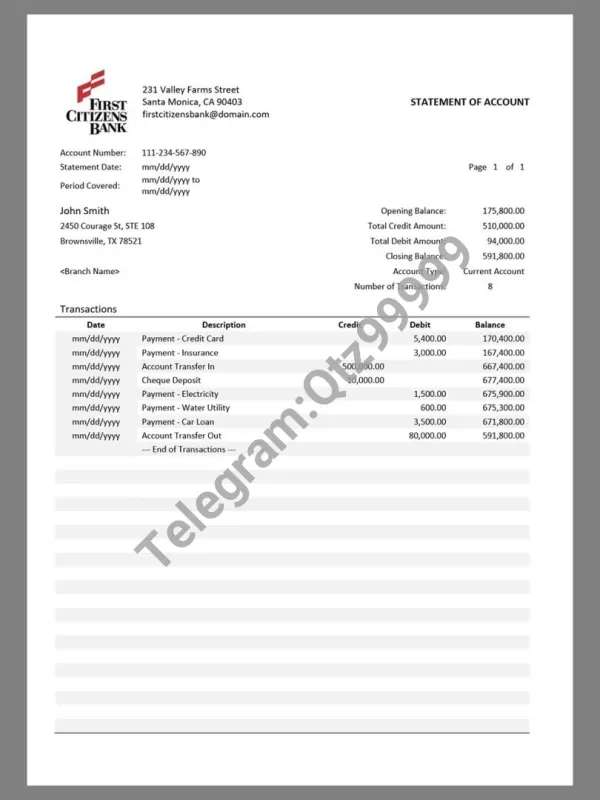 FIRST
CITIZENS
BANK
231 Valley Farms Street
Santa Monica, CA 90403
firstcitizensbank@domain.com
STATEMENT OF ACCOUNT
Account Number: 111-234-567-890
Statement Date: mm/dd/yyyy Page 1 of 1
Period Covered: mm/dd/yyyy to
mm/dd/yyyy
John Smith Opening Balance: 175,800.00
2450 Courage St, STE 108 Total Credit Amount: 510,000.00
Brownsville, TX 78521 Total Debit Amount: 94,000.00
Closing Balance: 591,800.00
<Branch Name> Account Type: Current Account
Number of Transactions: 8
Transactions
Date Description Credit Debit Balance
mm/dd/yyyy Payment - Credit Card 5,400.00 170,400.00
mm/dd/yyyy Payment - Insurance 3,000.00 167,400.00
mm/dd/yyyy Account Transfer In 500,000.00 667,400.00
mm/dd/yyyy Cheque Deposit 10,000.00 677,400.00
mm/dd/yyyy Payment - Electricity 1,500.00 675,900.00
mm/dd/yyyy Payment - Water Utility 600.00 675,300.00
mm/dd/yyyy Payment - Car Loan 3,500.00 671,800.00
mm/dd/yyyy Account Transfer Out 80,000.00 591,800.00
--- End of Transactions ---
Telegram:Qtz99999